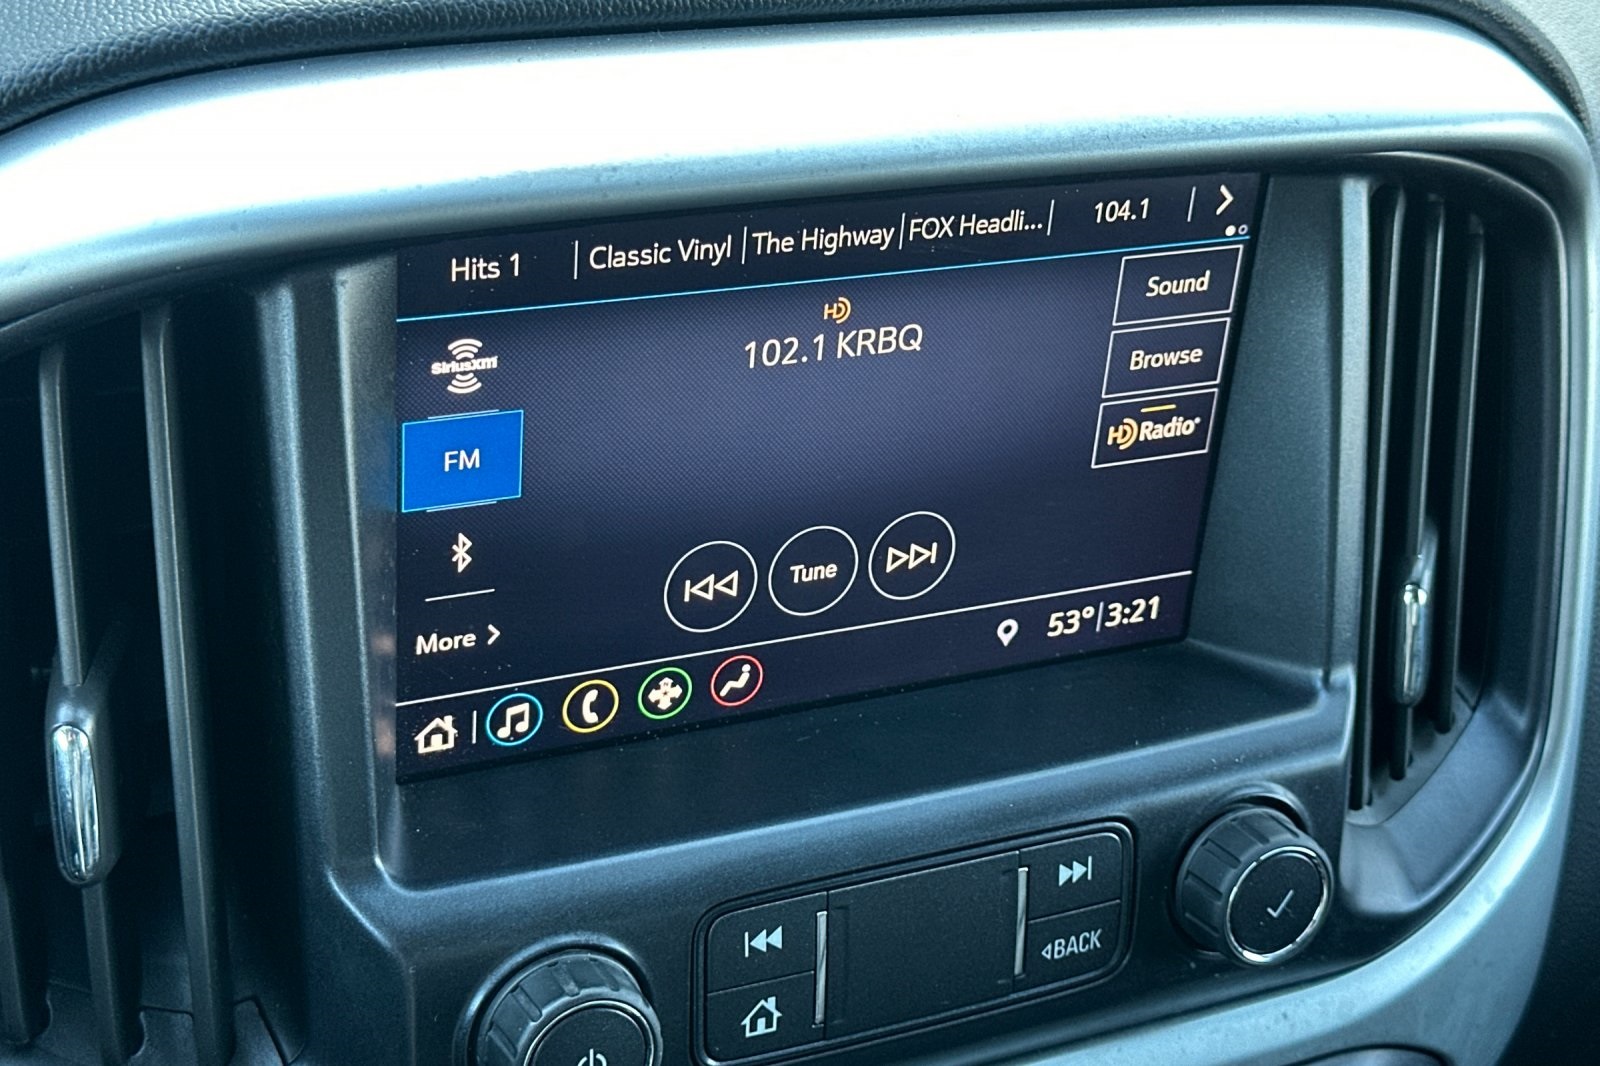 Hits 1 | Classic Vinyl | The Highway | FOX Headli... | 104.1 |
SiriusXM
HD
102.1 KRBQ
Sound
Browse
HD Radio
FM
Tune
More
53° | 3:21
BACK